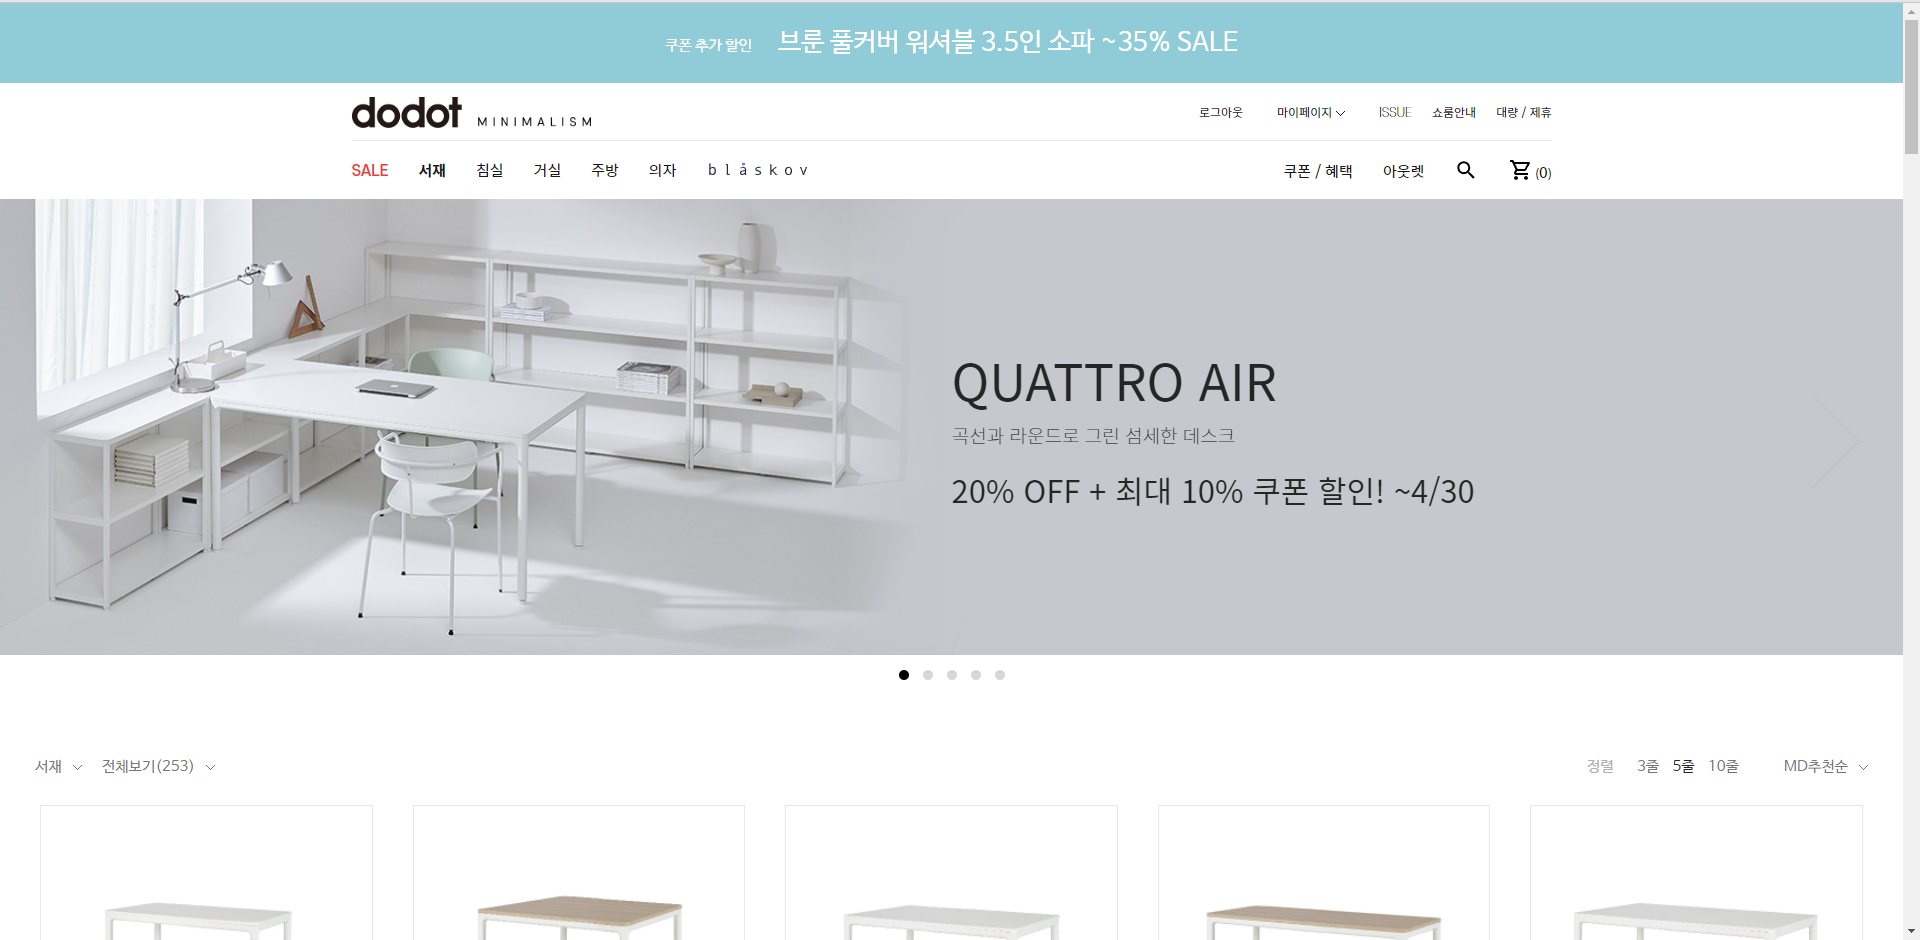 쿠폰 추가 할인 브룬 풀커버 워셔블 3.5인 소파 ~35% SALE
dodot MINIMALISM
로그아웃 마이페이지 ISSUE 쇼룸안내 대량 / 제휴
SALE 서재 침실 거실 주방 의자 blåskov 쿠폰 / 혜택 아웃렛 (0)
QUATTRO AIR
곡선과 라운드로 그린 섬세한 데스크
20% OFF + 최대 10% 쿠폰 할인! ~4/30
서재 전체보기(253) 정렬 3줄 5줄 10줄 MD추천순